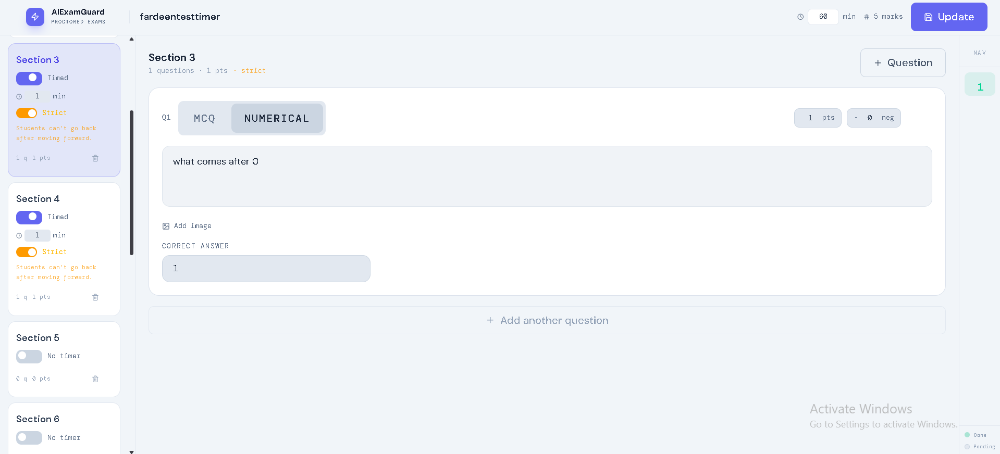 AIExamGuard
PROCTORED EXAMS
fardeentesttimer
60 min # 5 marks
Update
Section 3
Timed
1 min
Strict
Students can't go back
after moving forward.
1 q 1 pts
Section 4
Timed
1 min
Strict
Students can't go back
after moving forward.
1 q 1 pts
Section 5
No timer
0 q 0 pts
Section 6
No timer
Section 3
1 questions · 1 pts · strict
+ Question
Q1 MCQ NUMERICAL
1 pts - 0 neg
what comes after 0
Add image
CORRECT ANSWER
1
+ Add another question
NAV
1
Activate Windows
Go to Settings to activate Windows.
Done
Pending